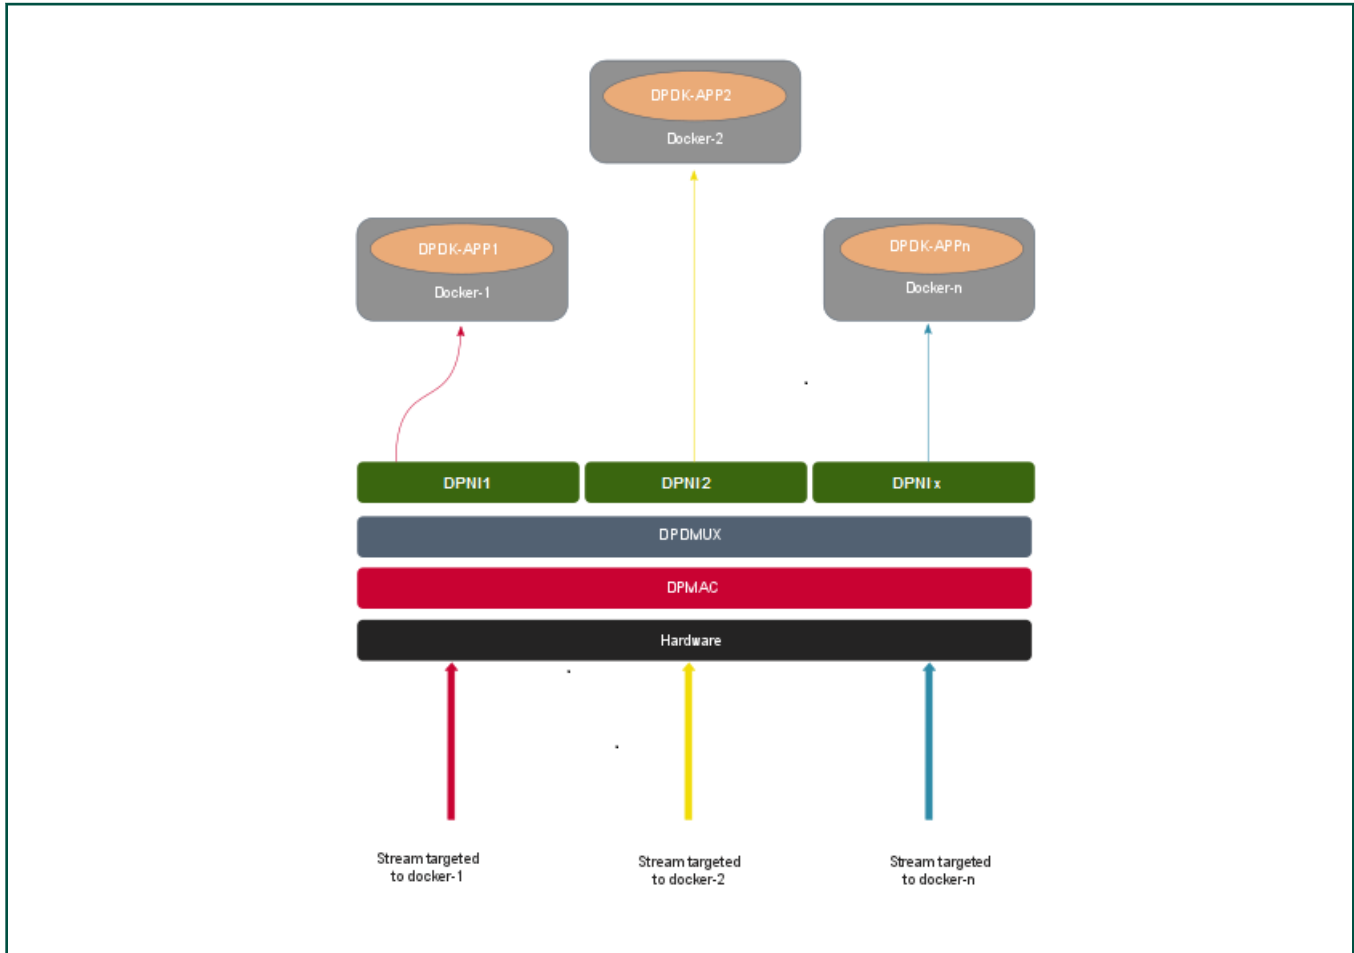 DPDK-APP2
Docker-2
DPDK-APP1
Docker-1
DPDK-APPn
Docker-n
DPNI1
DPNI2
DPNIx
DPDMUX
DPMAC
Hardware
Stream targeted
to docker-1
Stream targeted
to docker-2
Stream targeted
to docker-n